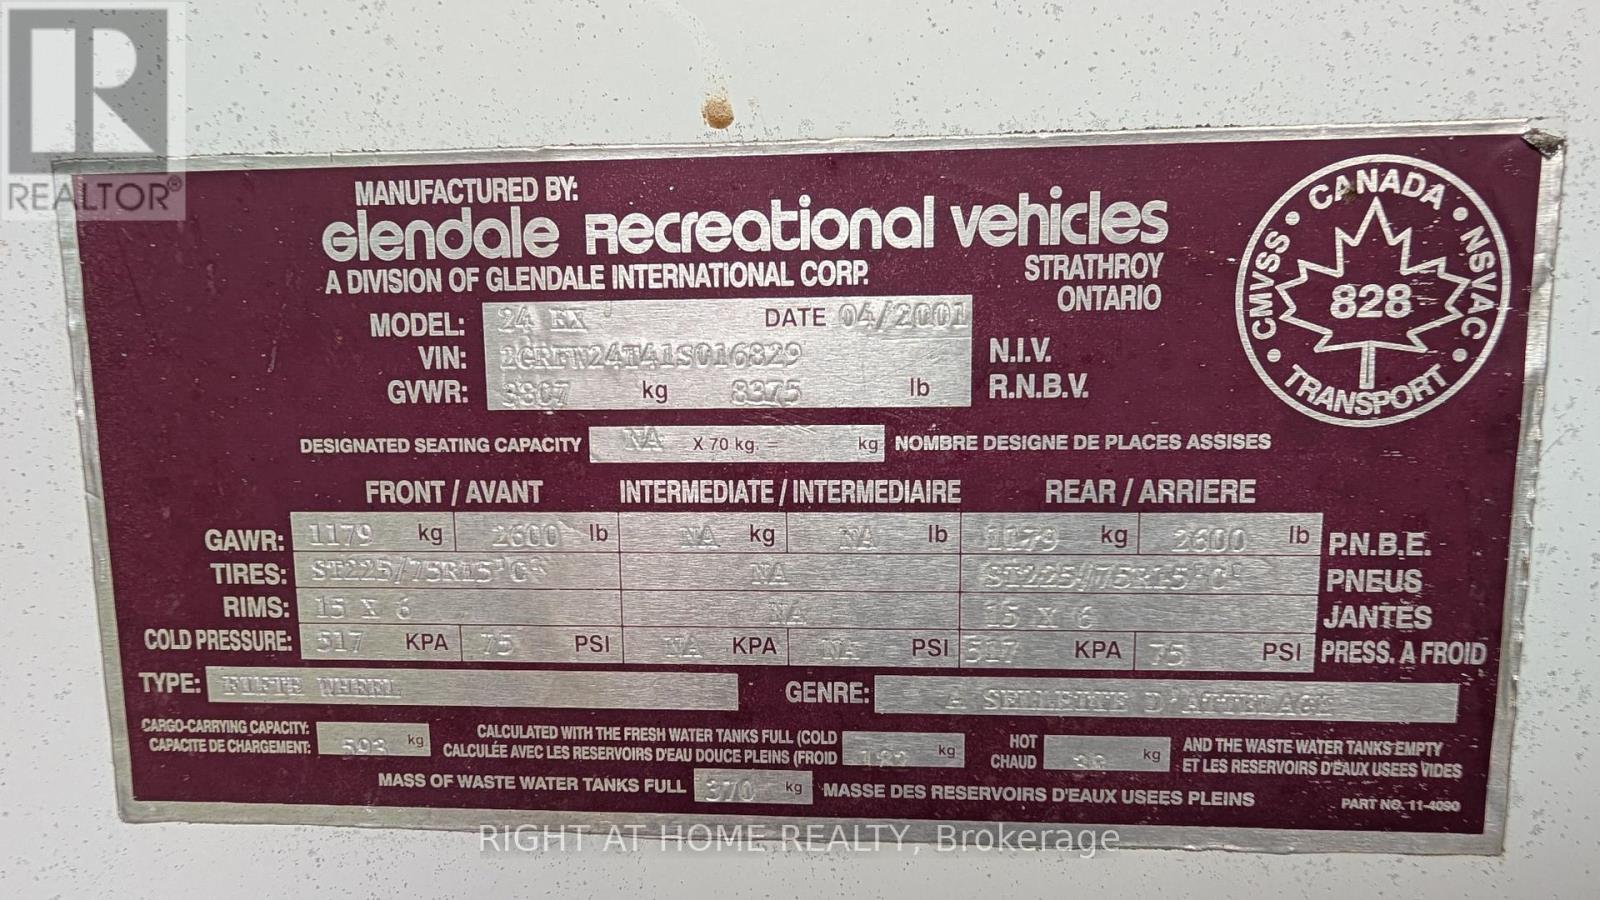 REALTOR®
MANUFACTURED BY:
Glendale Recreational Vehicles
A DIVISION OF GLENDALE INTERNATIONAL CORP.
STRATHROY
ONTARIO
CANADA • NSVAC • TRANSPORT • CMVSS •
828
MODEL: 24 EX DATE 04/2001
VIN: N.I.V.
GVWR: kg 8375 lb R.N.B.V.
DESIGNATED SEATING CAPACITY NA X 70 kg. = kg NOMBRE DESIGNE DE PLACES ASSISES
FRONT / AVANT INTERMEDIATE / INTERMEDIAIRE REAR / ARRIERE
GAWR: 1179 kg 2600 lb NA kg NA lb 1179 kg 2600 lb P.N.B.E.
TIRES: ST225/75R15"C" NA ST225/75R15"C" PNEUS
RIMS: 15 X 6 NA 15 X 6 JANTES
COLD PRESSURE: 517 KPA 75 PSI NA KPA NA PSI 517 KPA 75 PSI PRESS. A FROID
TYPE: FIFTH WHEEL GENRE: A SELLETTE D'ATTELAGE
CARGO-CARRYING CAPACITY:
CAPACITE DE CHARGEMENT: 593 kg
CALCULATED WITH THE FRESH WATER TANKS FULL (COLD
CALCULÉE AVEC LES RESERVOIRS D'EAU DOUCE PLEINS (FROID kg
HOT
CHAUD kg
AND THE WASTE WATER TANKS EMPTY
ET LES RESERVOIRS D'EAUX USEES VIDES
MASS OF WASTE WATER TANKS FULL 370 kg MASSE DES RESERVOIRS D'EAUX USEES PLEINS
PART NO. 11-4090
RIGHT AT HOME REALTY, Brokerage